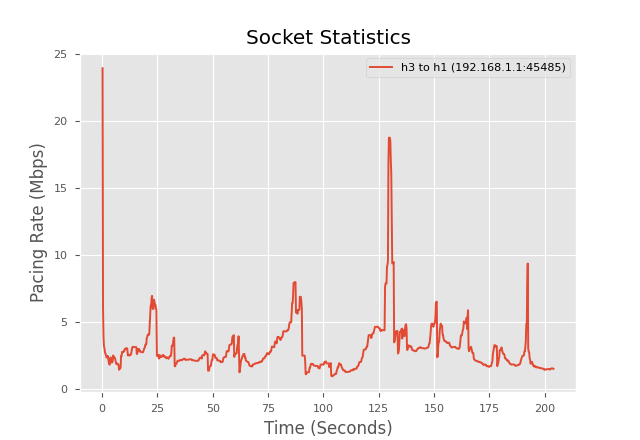 Socket Statistics
h3 to h1 (192.168.1.1:45485)
Pacing Rate (Mbps)
25
20
15
10
5
0
0 25 50 75 100 125 150 175 200
Time (Seconds)